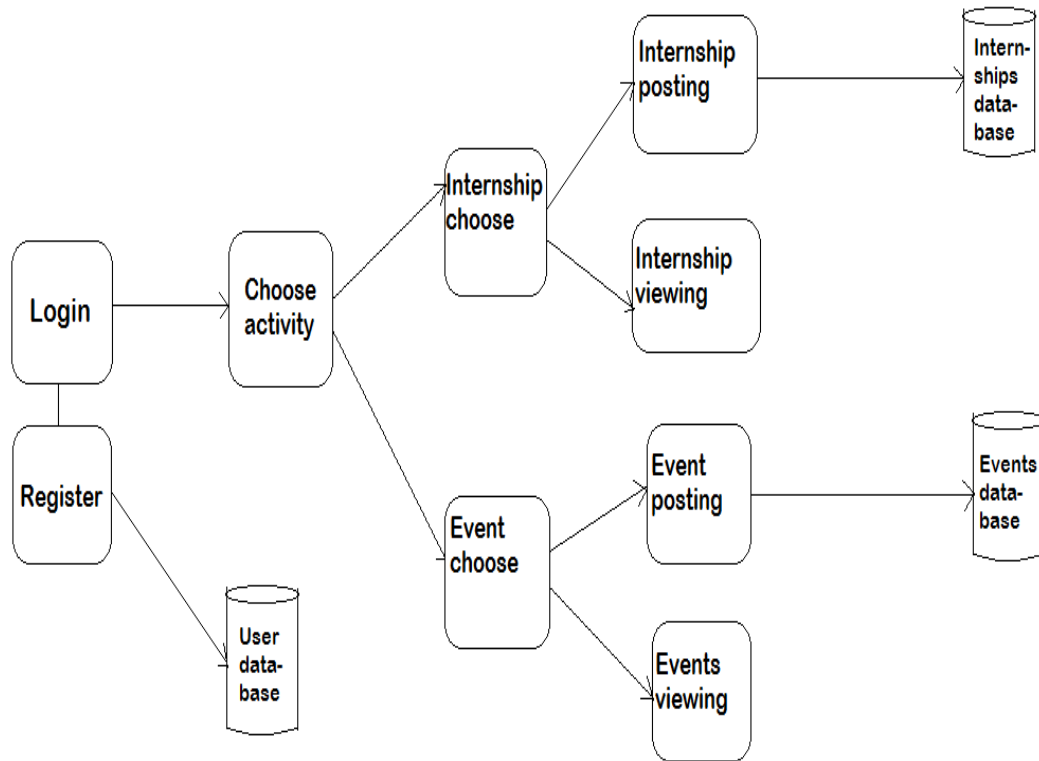 Login
Register
User
data-
base
Choose
activity
Internship
choose
Internship
posting
Internship
viewing
Intern-
ships
data-
base
Event
choose
Event
posting
Events
viewing
Events
data-
base